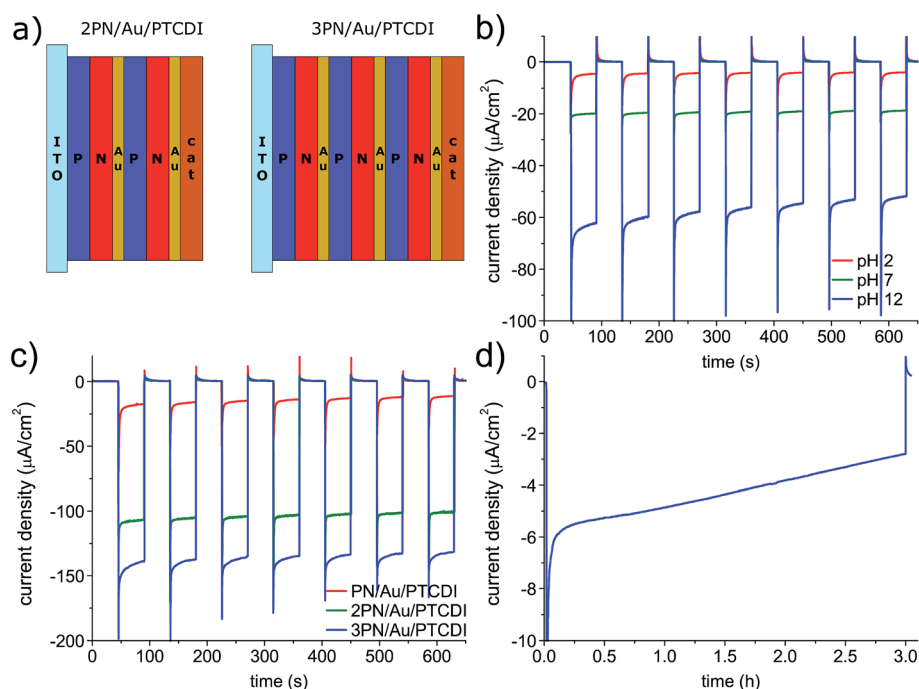 a)
2PN/Au/PTCDI
3PN/Au/PTCDI
ITO
P
N
Au
P
N
Au
cat
ITO
P
N
Au
P
N
Au
P
N
Au
cat
b)
current density (μA/cm²)
0
-20
-40
-60
-80
-100
pH 2
pH 7
pH 12
0 100 200 300 400 500 600
time (s)
c)
current density (μA/cm²)
0
-50
-100
-150
-200
PN/Au/PTCDI
2PN/Au/PTCDI
3PN/Au/PTCDI
0 100 200 300 400 500 600
time (s)
d)
current density (μA/cm²)
0
-2
-4
-6
-8
-10
0.0 0.5 1.0 1.5 2.0 2.5 3.0
time (h)